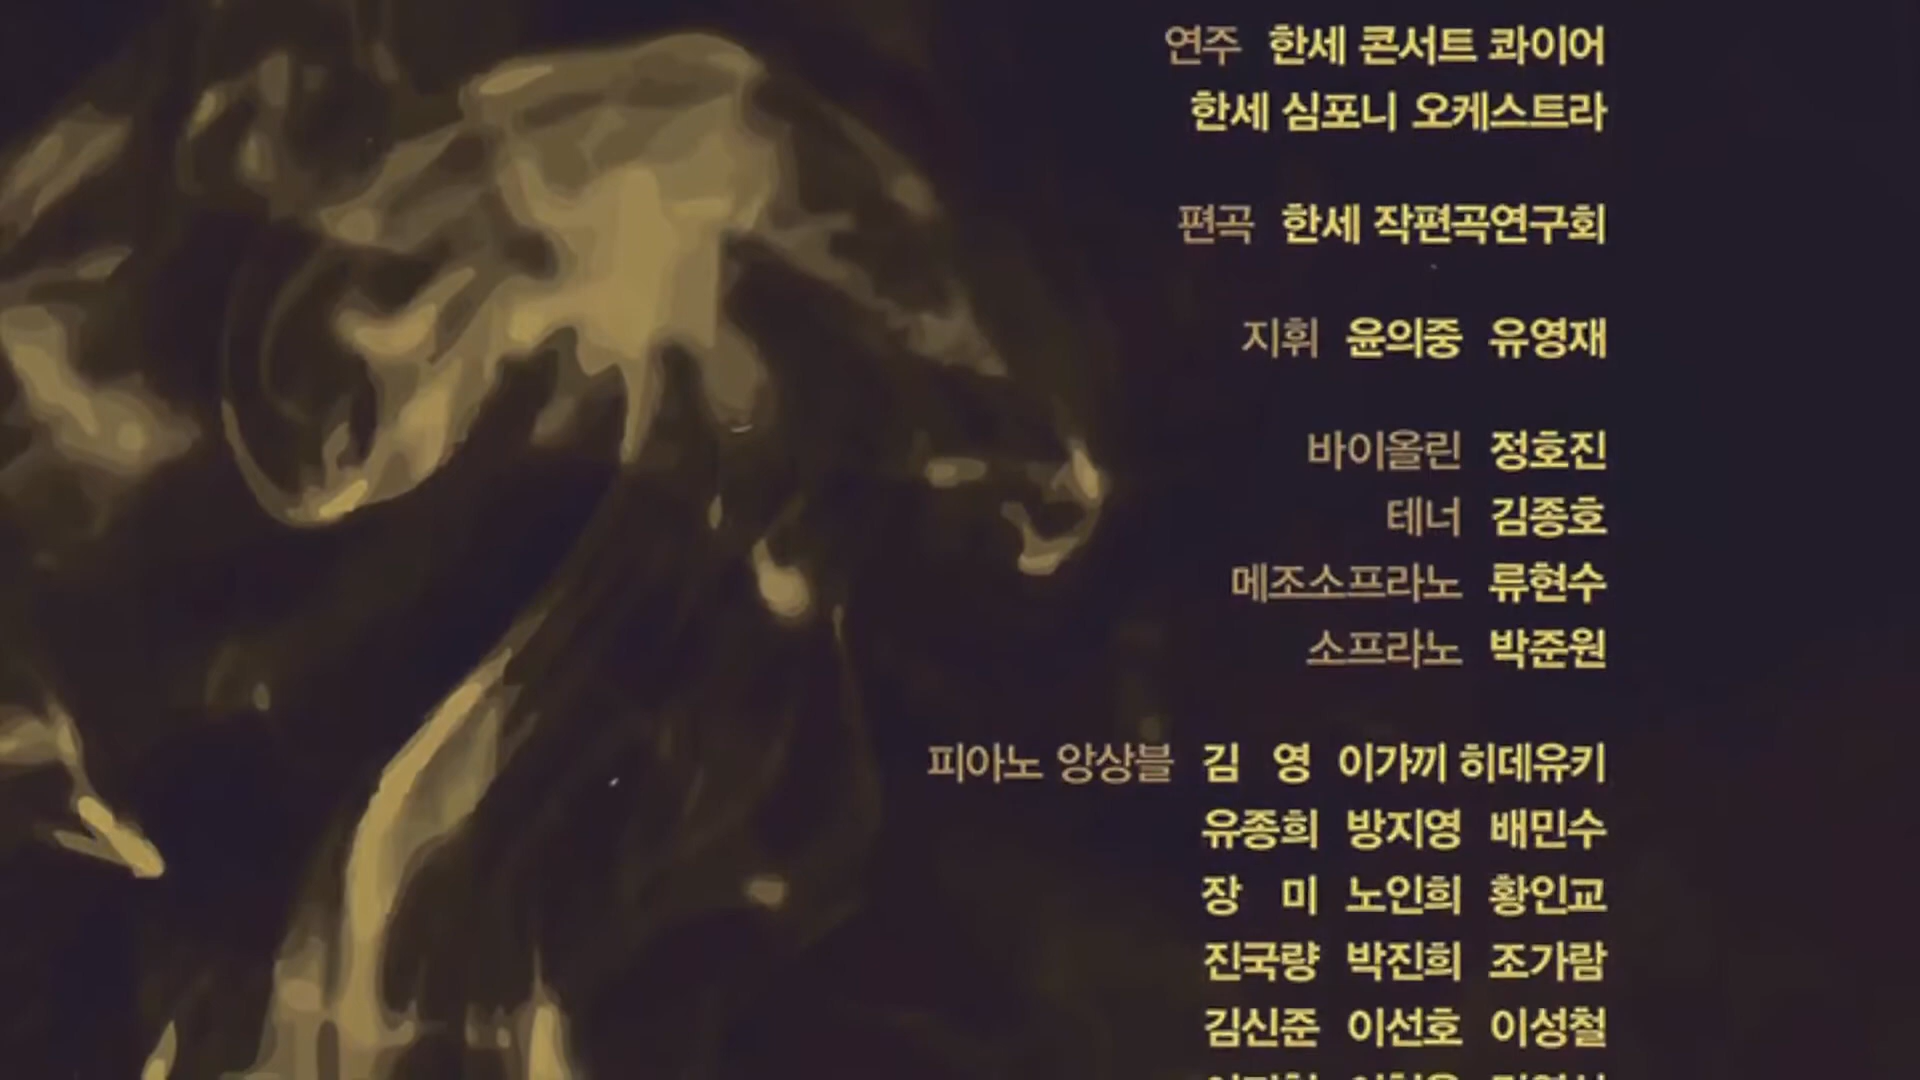 연주 한세 콘서트 콰이어
한세 심포니 오케스트라
편곡 한세 작편곡연구회
지휘 윤의중 유영재
바이올린 정호진
테너 김종호
메조소프라노 류현수
소프라노 박준원
피아노 앙상블 김 영 이가끼 히데유키
유종희 방지영 배민수
장 미 노인희 황인교
진국량 박진희 조가람
김신준 이선호 이성철